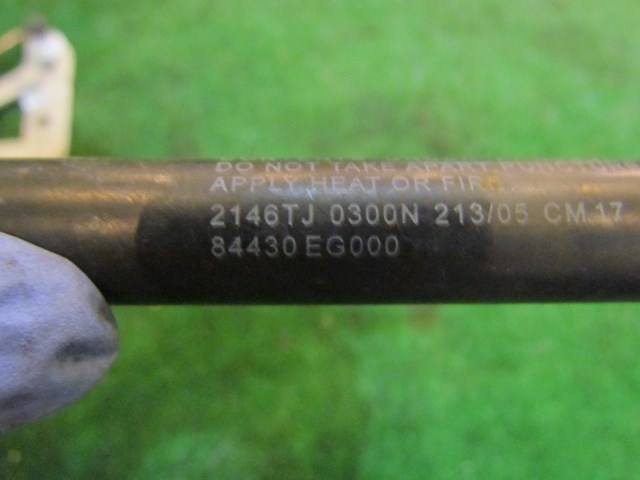 DO NOT TAKE APART
APPLY HEAT OR FIRE
2146TJ 0300N 213/05 CM 17
84430 EG000